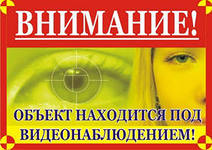 ВНИМАНИЕ!
ОБЪЕКТ НАХОДИТСЯ ПОД
ВИДЕОНАБЛЮДЕНИЕМ!